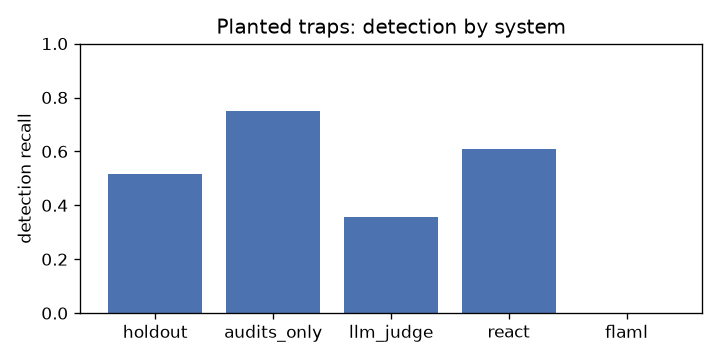 Planted traps: detection by system
1.0
0.8
0.6
0.4
0.2
0.0
detection recall
holdout audits_only llm_judge react flaml